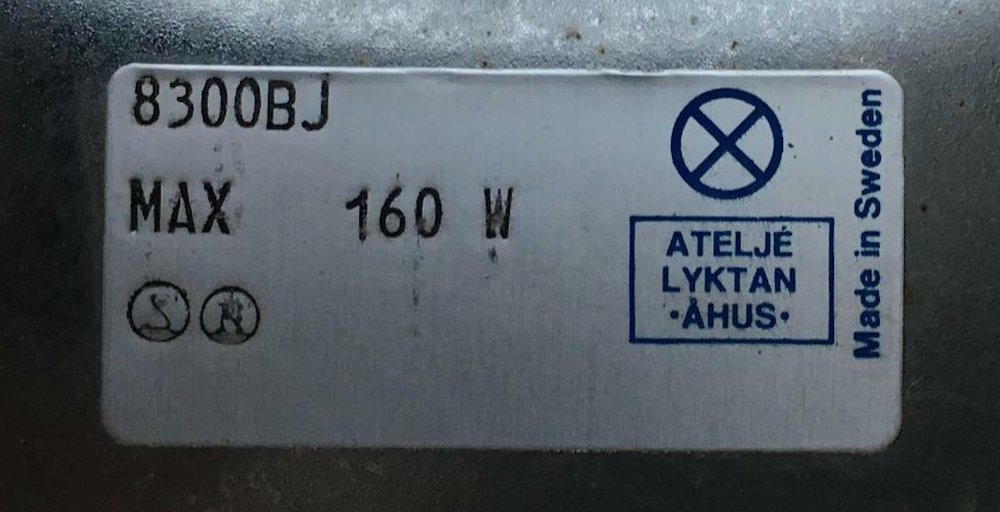 8300BJ
MAX 160 W
S N
ATELJÉ
LYKTAN
·ÅHUS·
Made in Sweden